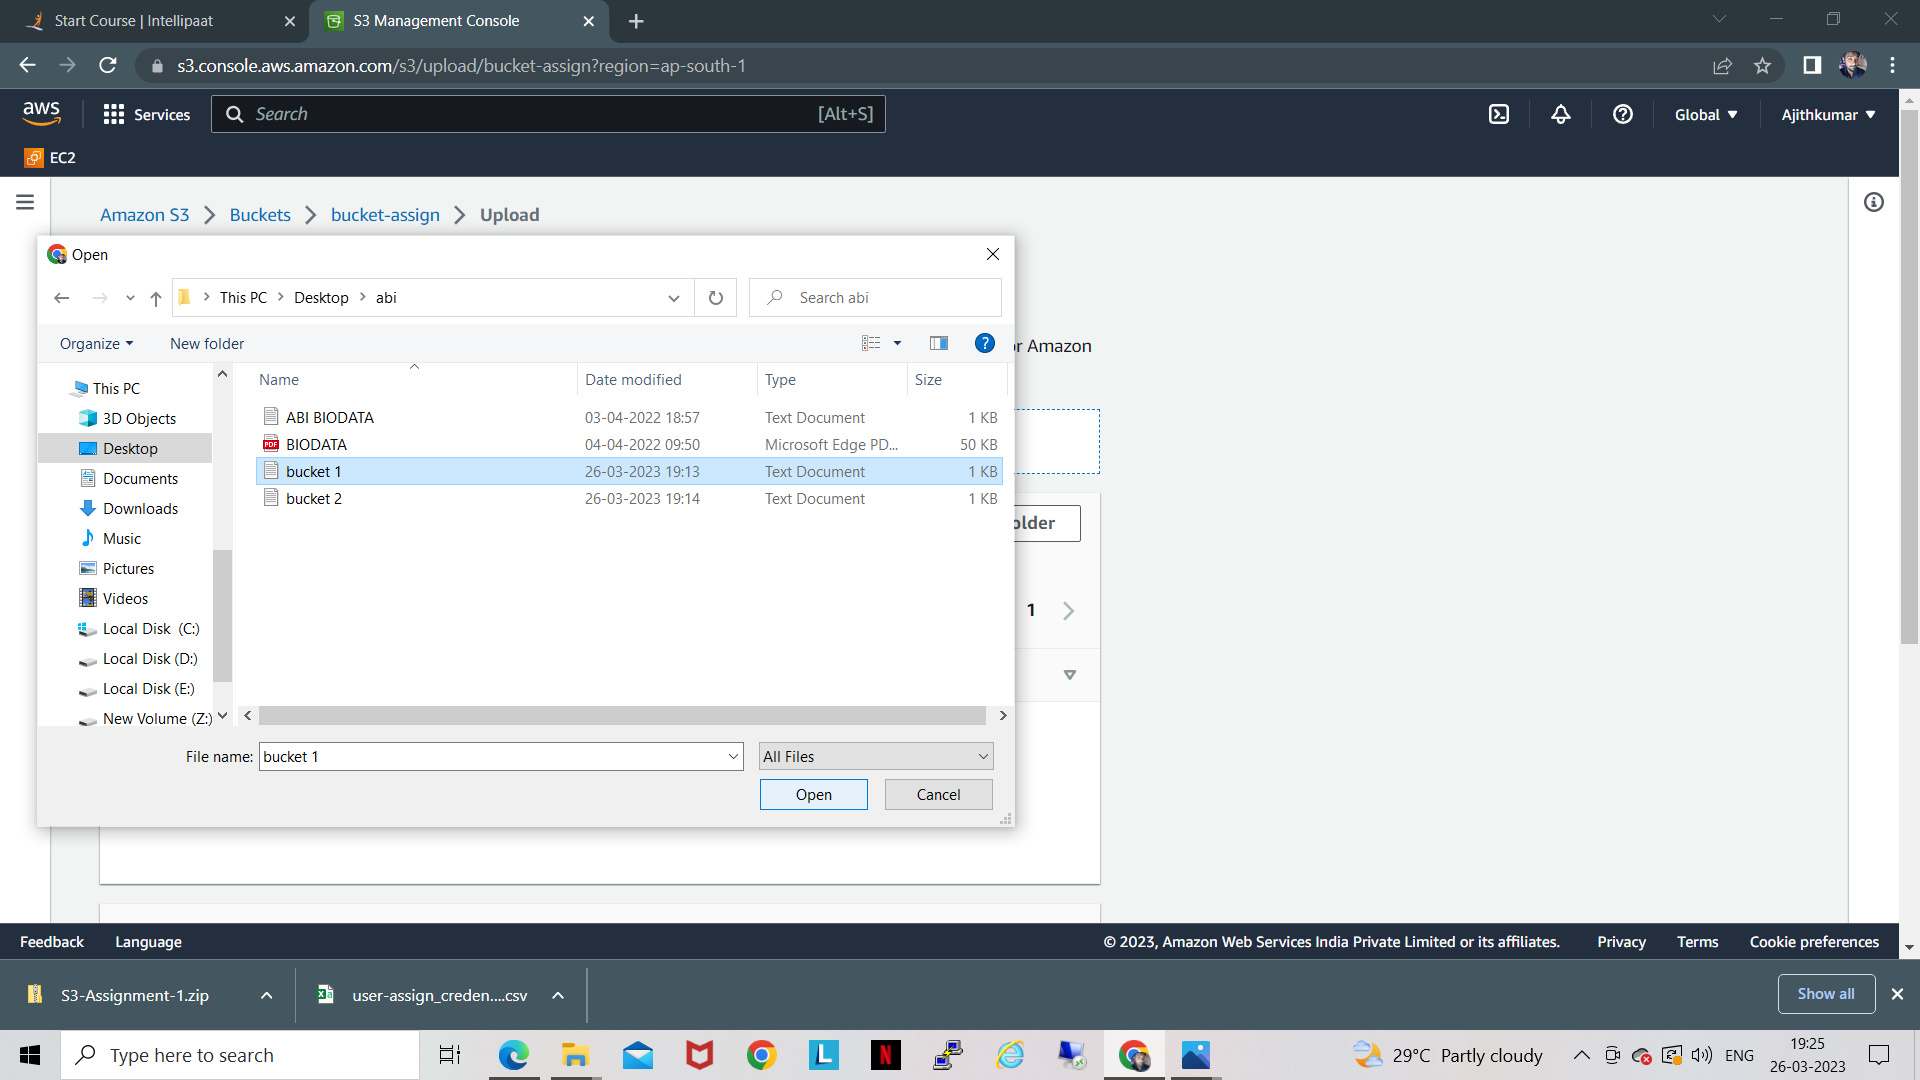 Start Course | Intellipaat
S3 Management Console
s3.console.aws.amazon.com/s3/upload/bucket-assign?region=ap-south-1
aws
Services
Search
[Alt+S]
Global
Ajithkumar
EC2
Amazon S3 > Buckets > bucket-assign > Upload
Open
This PC > Desktop > abi
Search abi
Organize
New folder
r Amazon
Name
Date modified
Type
Size
This PC
3D Objects
Desktop
Documents
Downloads
Music
Pictures
Videos
Local Disk (C:)
Local Disk (D:)
Local Disk (E:)
New Volume (Z:)
ABI BIODATA 03-04-2022 18:57 Text Document 1 KB
PDF BIODATA 04-04-2022 09:50 Microsoft Edge PD... 50 KB
bucket 1 26-03-2023 19:13 Text Document 1 KB
bucket 2 26-03-2023 19:14 Text Document 1 KB
older
1
File name: bucket 1
All Files
Open
Cancel
Feedback
Language
© 2023, Amazon Web Services India Private Limited or its affiliates.
Privacy
Terms
Cookie preferences
S3-Assignment-1.zip
user-assign_creden....csv
Show all
Type here to search
L
N
29°C Partly cloudy
ENG
19:25
26-03-2023